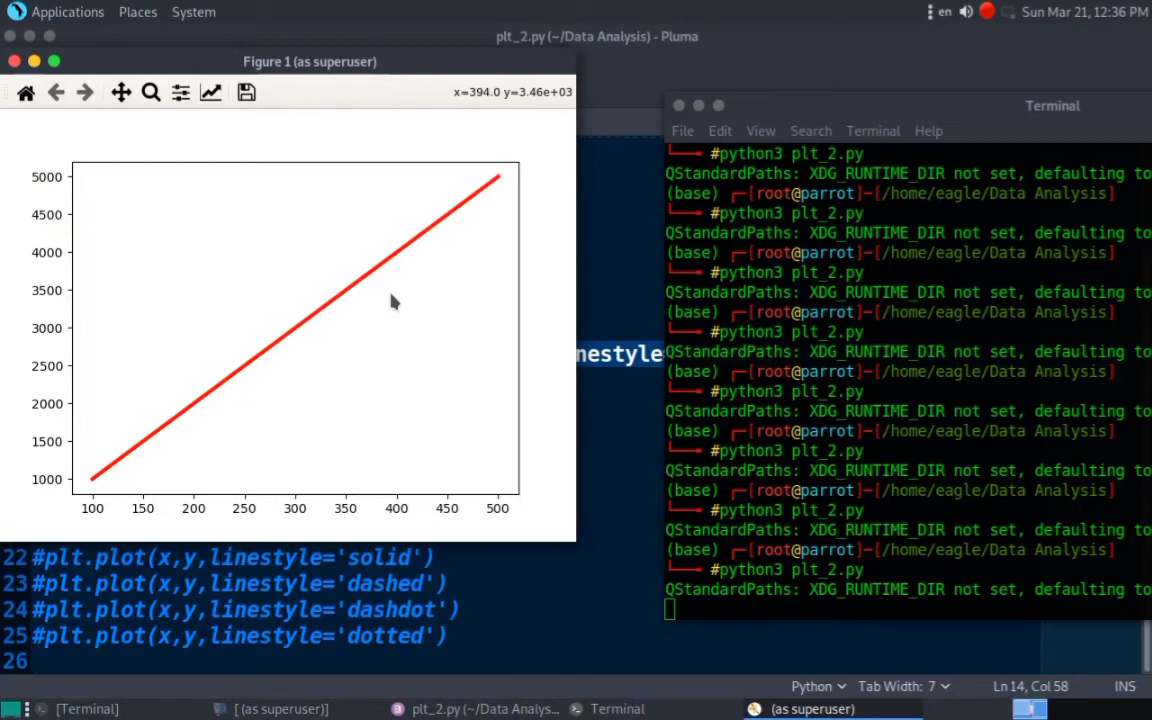 Applications Places System en Sun Mar 21, 12:36 PM
plt_2.py (~/Data Analysis) - Pluma
Figure 1 (as superuser)
x=394.0 y=3.46e+03
5000
4500
4000
3500
3000
2500
2000
1500
1000
100 150 200 250 300 350 400 450 500
nestyle
Terminal
File Edit View Search Terminal Help
#python3 plt_2.py
QStandardPaths: XDG_RUNTIME_DIR not set, defaulting to
(base) ┌─[root@parrot]─[/home/eagle/Data Analysis]
└──╼ #python3 plt_2.py
QStandardPaths: XDG_RUNTIME_DIR not set, defaulting to
(base) ┌─[root@parrot]─[/home/eagle/Data Analysis]
└──╼ #python3 plt_2.py
QStandardPaths: XDG_RUNTIME_DIR not set, defaulting to
(base) ┌─[root@parrot]─[/home/eagle/Data Analysis]
└──╼ #python3 plt_2.py
QStandardPaths: XDG_RUNTIME_DIR not set, defaulting to
(base) ┌─[root@parrot]─[/home/eagle/Data Analysis]
└──╼ #python3 plt_2.py
QStandardPaths: XDG_RUNTIME_DIR not set, defaulting to
(base) ┌─[root@parrot]─[/home/eagle/Data Analysis]
└──╼ #python3 plt_2.py
QStandardPaths: XDG_RUNTIME_DIR not set, defaulting to
(base) ┌─[root@parrot]─[/home/eagle/Data Analysis]
└──╼ #python3 plt_2.py
QStandardPaths: XDG_RUNTIME_DIR not set, defaulting to
(base) ┌─[root@parrot]─[/home/eagle/Data Analysis]
└──╼ #python3 plt_2.py
QStandardPaths: XDG_RUNTIME_DIR not set, defaulting to
22 #plt.plot(x,y,linestyle='solid')
23 #plt.plot(x,y,linestyle='dashed')
24 #plt.plot(x,y,linestyle='dashdot')
25 #plt.plot(x,y,linestyle='dotted')
26
Python Tab Width: 7 Ln 14, Col 58 INS
[Terminal] [ (as superuser)] plt_2.py (~/Data Analys... Terminal (as superuser)